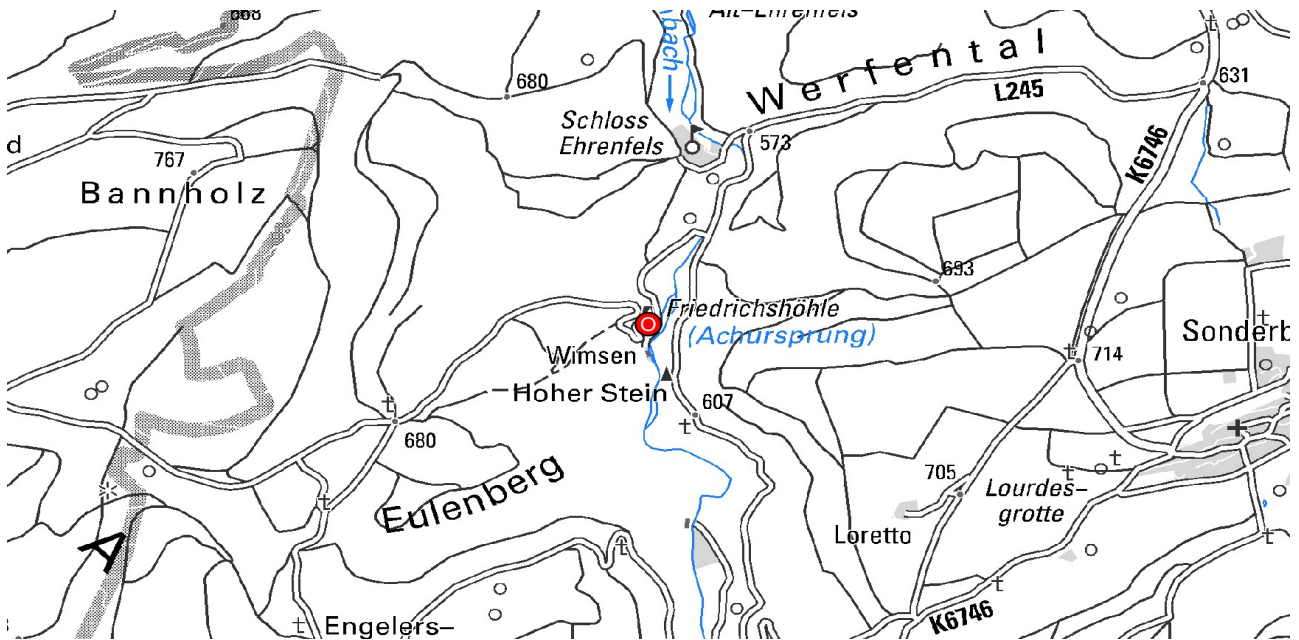 668
Alt-Ehrenfels
bach
Werfental
L245
631
680
Schloss
Ehrenfels
573
K6746
d
767
Bannholz
693
Friedrichshöhle
(Achursprung)
Sonderb
714
Wimsen
Hoher Stein
607
680
Eulenberg
705
Lourdes-
grotte
Loretto
A
Engelers-
K6746